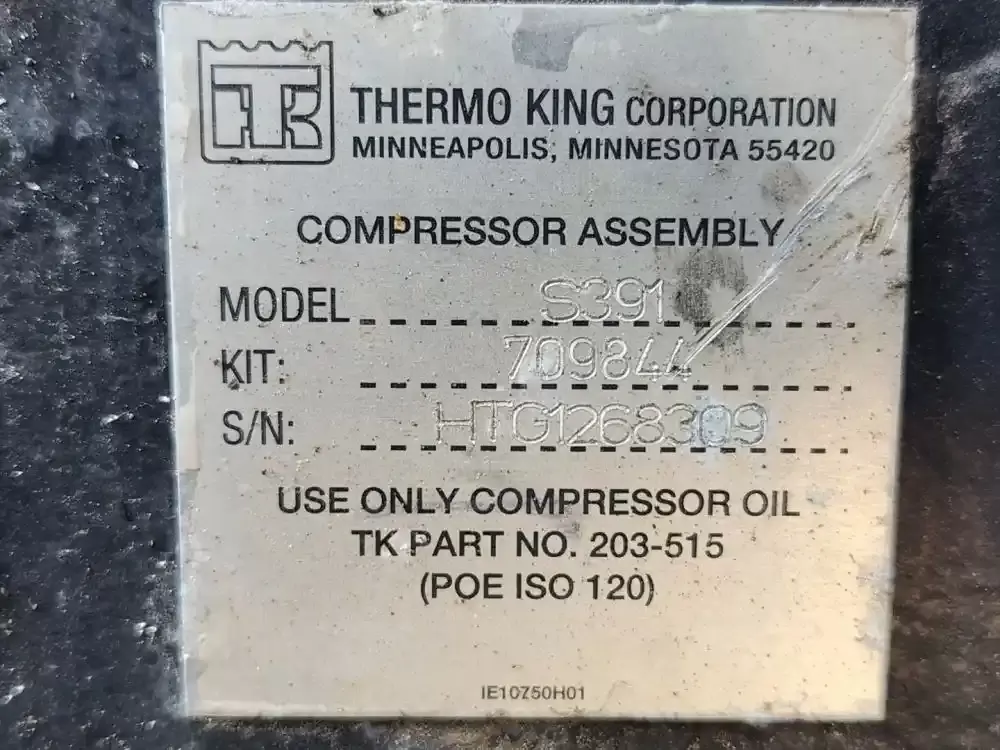 TK
THERMO KING CORPORATION
MINNEAPOLIS, MINNESOTA 55420
COMPRESSOR ASSEMBLY
MODEL S391
KIT: 709844
S/N: HTG1268309
USE ONLY COMPRESSOR OIL
TK PART NO. 203-515
(POE ISO 120)
IE10750H01